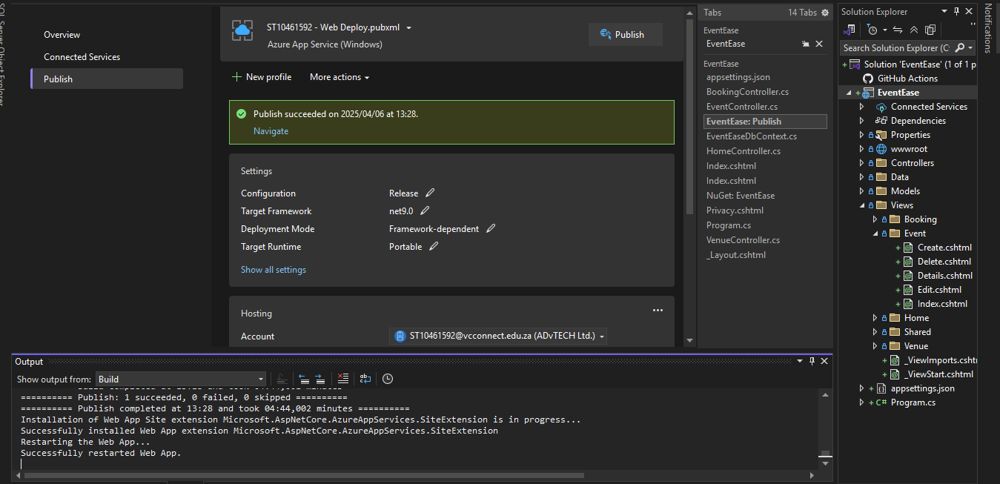 SQL Server Object Explorer
Overview
Connected Services
Publish
ST10461592 - Web Deploy.pubxml
Azure App Service (Windows)
Publish
New profile
More actions
Publish succeeded on 2025/04/06 at 13:28.
Navigate
Settings
Configuration Release
Target Framework net9.0
Deployment Mode Framework-dependent
Target Runtime Portable
Show all settings
Hosting
Account ST10461592@vcconnect.edu.za (ADvTECH Ltd.)
Tabs 14 Tabs
EventEase
EventEase
EventEase
appsettings.json
BookingController.cs
EventController.cs
EventEase: Publish
EventEaseDbContext.cs
HomeController.cs
Index.cshtml
Index.cshtml
NuGet: EventEase
Privacy.cshtml
Program.cs
VenueController.cs
_Layout.cshtml
Solution Explorer
Search Solution Explorer (C
Solution 'EventEase' (1 of 1 p
GitHub Actions
EventEase
Connected Services
Dependencies
Properties
wwwroot
Controllers
Data
Models
Views
Booking
Event
Create.cshtml
Delete.cshtml
Details.cshtml
Edit.cshtml
Index.cshtml
Home
Shared
Venue
_ViewImports.cshtm
_ViewStart.cshtml
appsettings.json
C# Program.cs
Notifications
Output
Show output from: Build
========== Publish: 1 succeeded, 0 failed, 0 skipped ==========
========== Publish completed at 13:28 and took 04:44,002 minutes ==========
Installation of Web App Site extension Microsoft.AspNetCore.AzureAppServices.SiteExtension is in progress...
Successfully installed Web App extension Microsoft.AspNetCore.AzureAppServices.SiteExtension
Restarting the Web App...
Successfully restarted Web App.